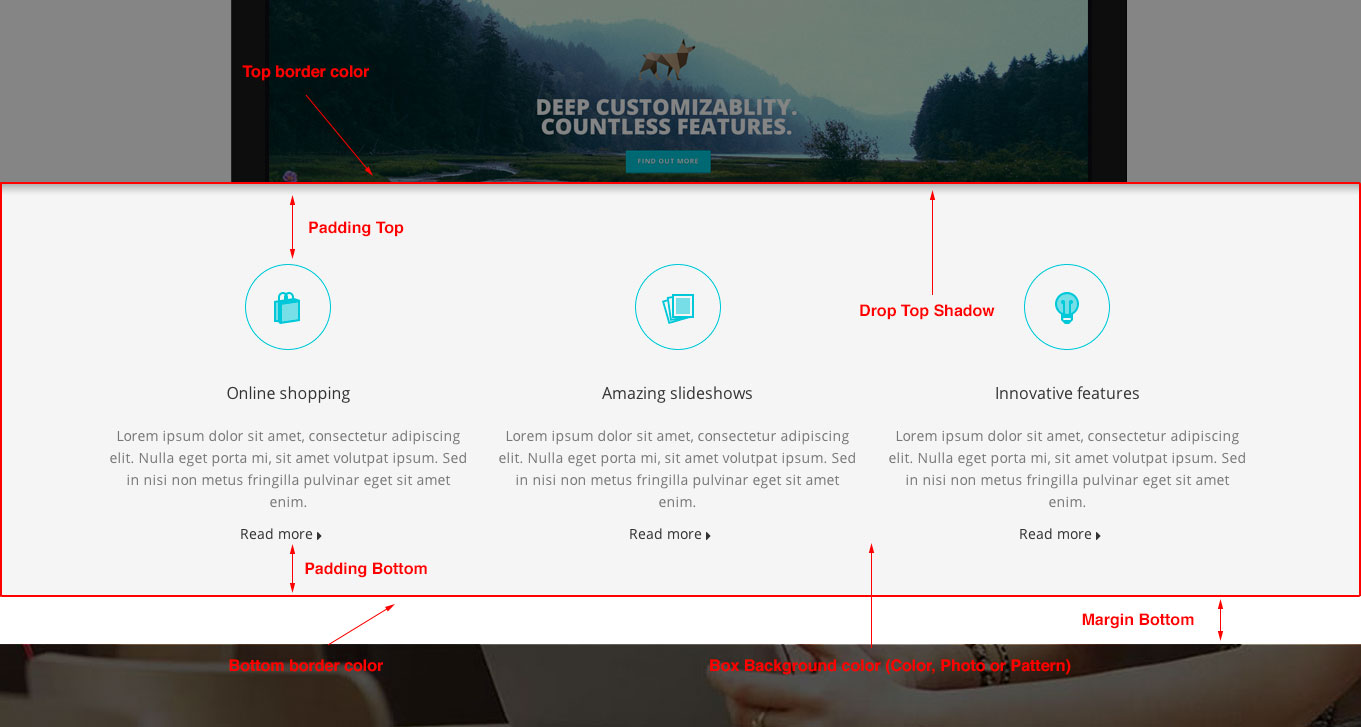 Top border color
DEEP CUSTOMIZABLITY.
COUNTLESS FEATURES.
FIND OUT MORE
Padding Top
Drop Top Shadow
Online shopping
Lorem ipsum dolor sit amet, consectetur adipiscing
elit. Nulla eget porta mi, sit amet volutpat ipsum. Sed
in nisi non metus fringilla pulvinar eget sit amet
enim.
Read more
Amazing slideshows
Lorem ipsum dolor sit amet, consectetur adipiscing
elit. Nulla eget porta mi, sit amet volutpat ipsum. Sed
in nisi non metus fringilla pulvinar eget sit amet
enim.
Read more
Innovative features
Lorem ipsum dolor sit amet, consectetur adipiscing
elit. Nulla eget porta mi, sit amet volutpat ipsum. Sed
in nisi non metus fringilla pulvinar eget sit amet
enim.
Read more
Padding Bottom
Margin Bottom
Bottom border color
Box Background color (Color, Photo or Pattern)